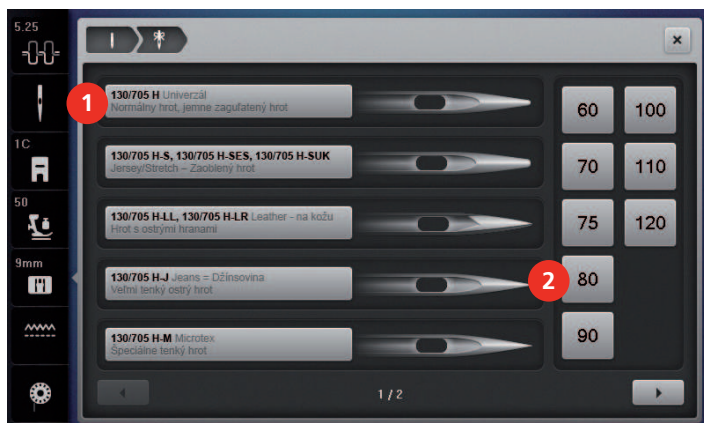 5.25
1C
50
9mm
1
130/705 H Univerzál
Normálny hrot, jemne zaguľatený hrot
130/705 H-S, 130/705 H-SES, 130/705 H-SUK
Jersey/Stretch – Zaoblený hrot
130/705 H-LL, 130/705 H-LR Leather - na kožu
Hrot s ostrými hranami
130/705 H-J Jeans = Džínsovina
Veľmi tenký ostrý hrot
130/705 H-M Microtex
Špeciálne tenký hrot
60 100
70 110
75 120
2 80
90
1 / 2